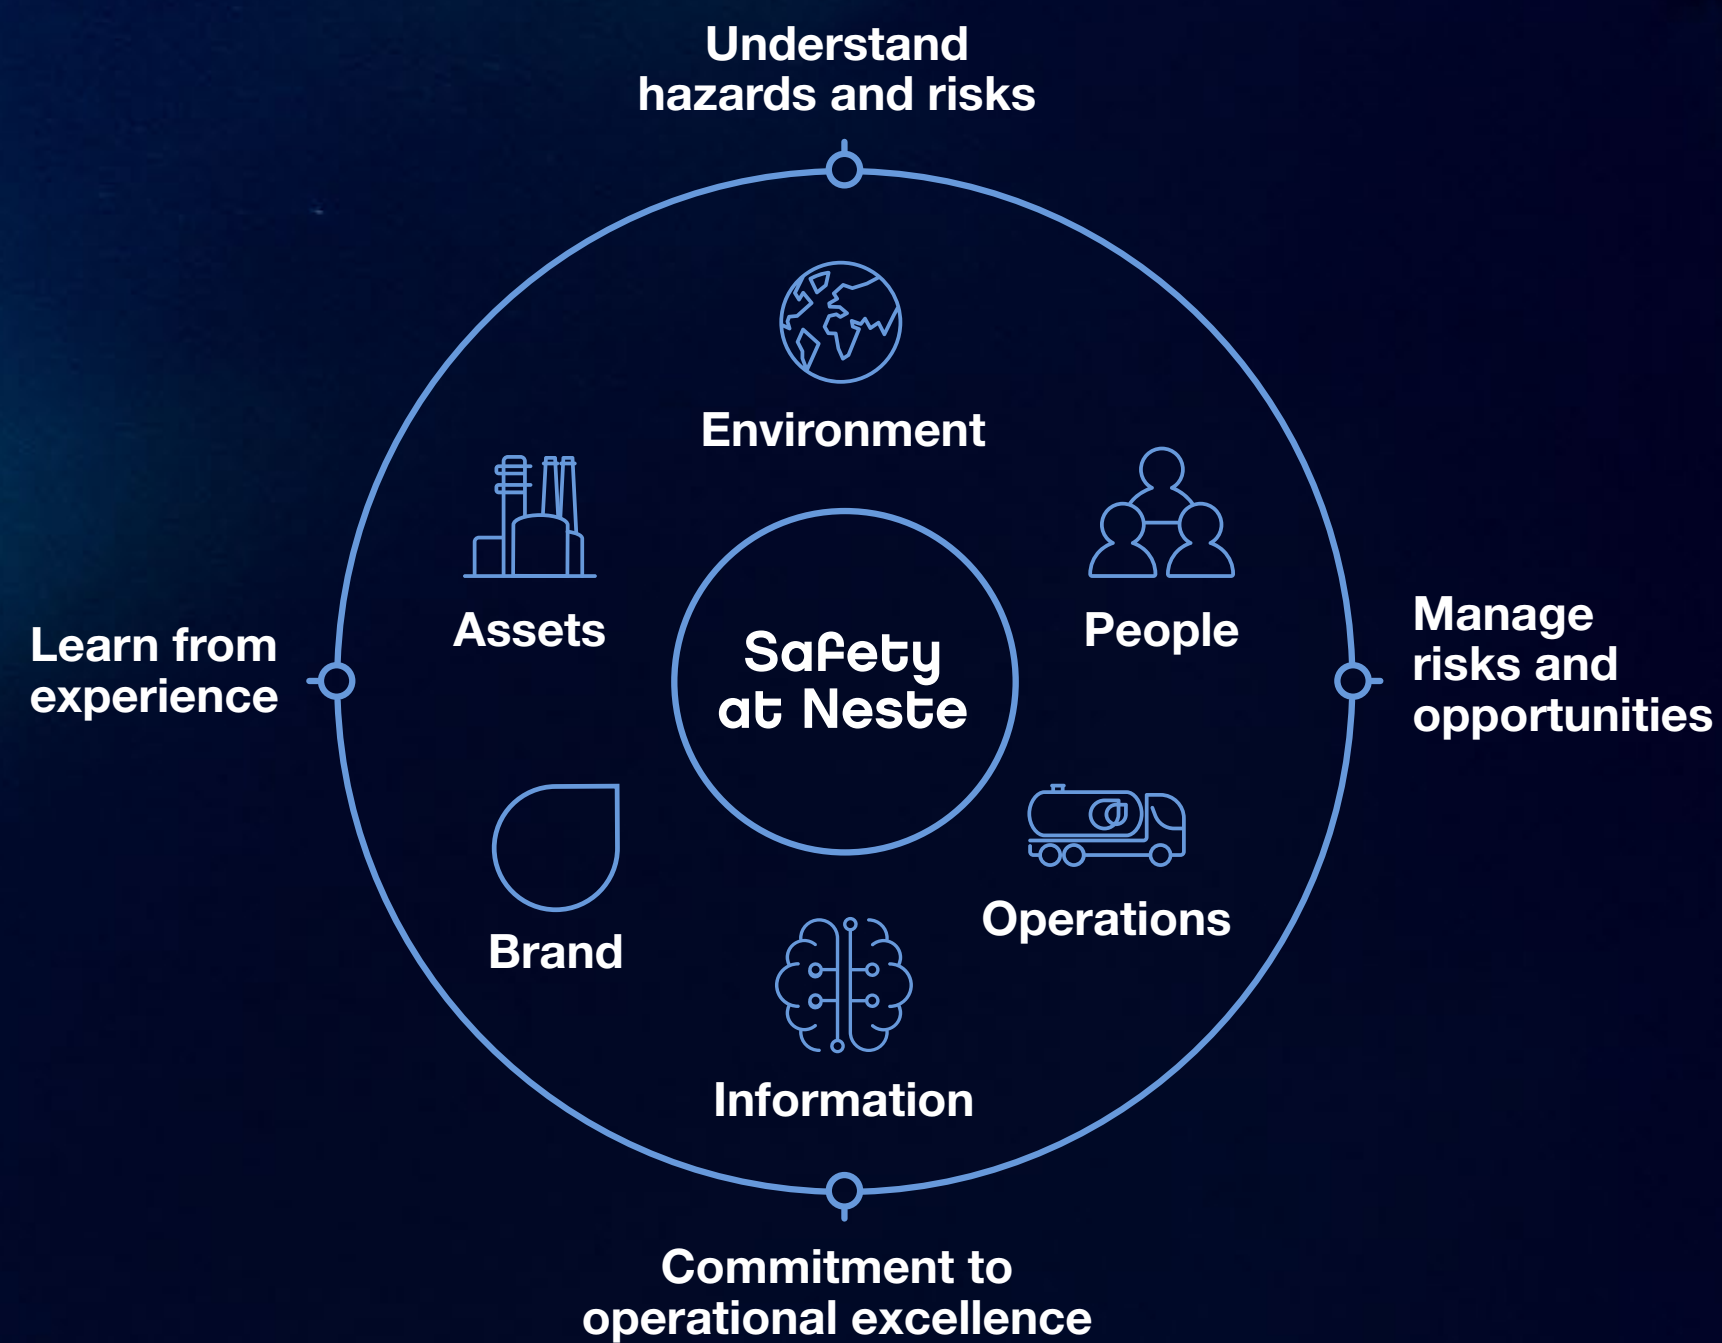 Understand
hazards and risks
Environment
Assets
People
Learn from
experience
Safety
at Neste
Manage
risks and
opportunities
Brand
Operations
Information
Commitment to
operational excellence